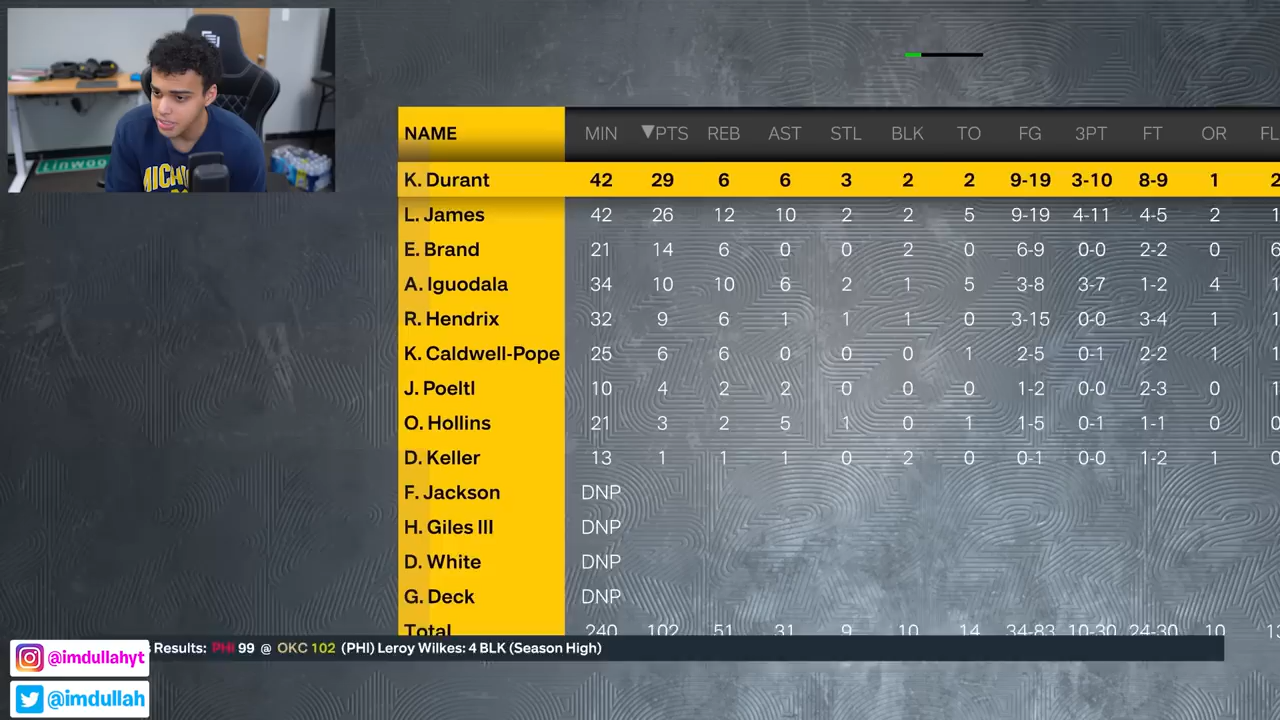 NAME MIN ▼PTS REB AST STL BLK TO FG 3PT FT OR
K. Durant 42 29 6 6 3 2 2 9-19 3-10 8-9 1 2
L. James 42 26 12 10 2 2 5 9-19 4-11 4-5 2 1
E. Brand 21 14 6 0 0 2 0 6-9 0-0 2-2 0 6
A. Iguodala 34 10 10 6 2 1 5 3-8 3-7 1-2 4 1
R. Hendrix 32 9 6 1 1 1 0 3-15 0-0 3-4 1 1
K. Caldwell-Pope 25 6 6 0 0 0 1 2-5 0-1 2-2 1 1
J. Poeltl 10 4 2 2 0 0 0 1-2 0-0 2-3 0 1
O. Hollins 21 3 2 5 1 0 1 1-5 0-1 1-1 0 0
D. Keller 13 1 1 1 0 2 0 0-1 0-0 1-2 1 0
F. Jackson DNP
H. Giles III DNP
D. White DNP
G. Deck DNP
Total 240 102 51 31 9 10 14 34-83 10-30 24-30 10
Results: PHI 99 @ OKC 102 (PHI) Leroy Wilkes: 4 BLK (Season High)
@imdullahyt
@imdullah
Linwoo
MICHI